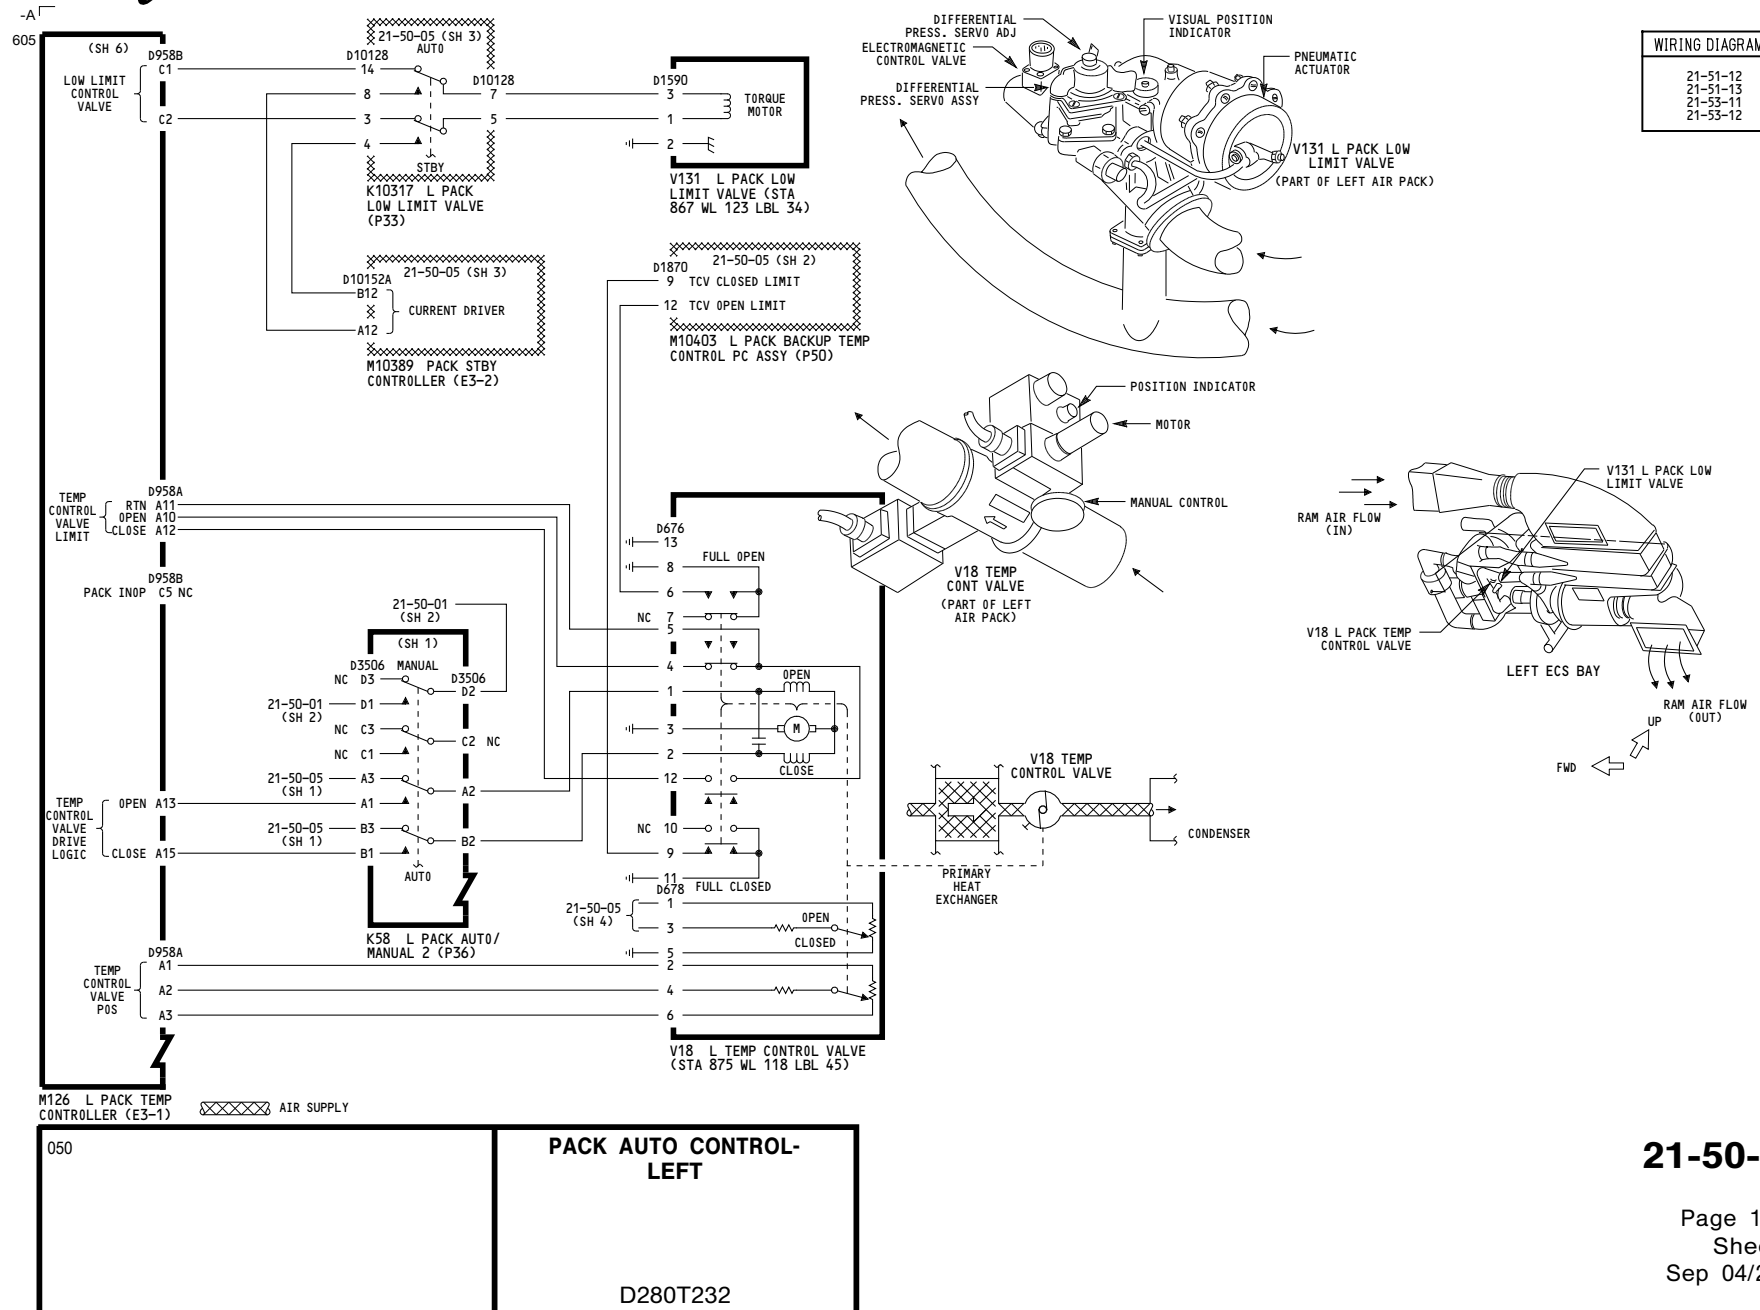 -A
605
(SH 6)
D958B
C1
LOW LIMIT
CONTROL
VALVE
C2
21-50-05 (SH 3)
AUTO
D10128
14
8
3
4
STBY
D10128
7
5
K10317 L PACK
LOW LIMIT VALVE
(P33)
D1590
3
1
2
TORQUE
MOTOR
V131 L PACK LOW
LIMIT VALVE (STA
867 WL 123 LBL 34)
21-50-05 (SH 3)
D10152A
B12
CURRENT DRIVER
A12
M10389 PACK STBY
CONTROLLER (E3-2)
21-50-05 (SH 2)
D1870
9 TCV CLOSED LIMIT
12 TCV OPEN LIMIT
M10403 L PACK BACKUP TEMP
CONTROL PC ASSY (P50)
DIFFERENTIAL
PRESS. SERVO ADJ
ELECTROMAGNETIC
CONTROL VALVE
DIFFERENTIAL
PRESS. SERVO ASSY
VISUAL POSITION
INDICATOR
PNEUMATIC
ACTUATOR
V131 L PACK LOW
LIMIT VALVE
(PART OF LEFT AIR PACK)
WIRING DIAGRAM
21-51-12
21-51-13
21-53-11
21-53-12
POSITION INDICATOR
MOTOR
MANUAL CONTROL
V18 TEMP
CONT VALVE
(PART OF LEFT
AIR PACK)
V131 L PACK LOW
LIMIT VALVE
RAM AIR FLOW
(IN)
V18 L PACK TEMP
CONTROL VALVE
LEFT ECS BAY
RAM AIR FLOW
(OUT)
UP
FWD
TEMP
CONTROL
VALVE
LIMIT
D958A
RTN A11
OPEN A10
CLOSE A12
D958B
PACK INOP C5 NC
21-50-01
(SH 2)
(SH 1)
D3506 MANUAL
NC D3
D3506
D2
21-50-01
(SH 2)
D1
NC C3
C2 NC
NC C1
21-50-05
(SH 1)
A3
A2
A1
21-50-05
(SH 1)
B3
B2
B1
AUTO
K58 L PACK AUTO/
MANUAL 2 (P36)
TEMP
CONTROL
VALVE
DRIVE
LOGIC
OPEN A13
CLOSE A15
D958A
TEMP
CONTROL
VALVE
POS
A1
A2
A3
M126 L PACK TEMP
CONTROLLER (E3-1)
D676
13
FULL OPEN
8
6
NC 7
5
4
OPEN
1
3
M
2
CLOSE
12
NC 10
9
11
FULL CLOSED
D678
1
21-50-05
(SH 4)
3
OPEN
CLOSED
5
2
4
6
V18 L TEMP CONTROL VALVE
(STA 875 WL 118 LBL 45)
V18 TEMP
CONTROL VALVE
CONDENSER
PRIMARY
HEAT
EXCHANGER
AIR SUPPLY
050
PACK AUTO CONTROL-
LEFT
D280T232
21-50-
Page 1
Shee
Sep 04/2